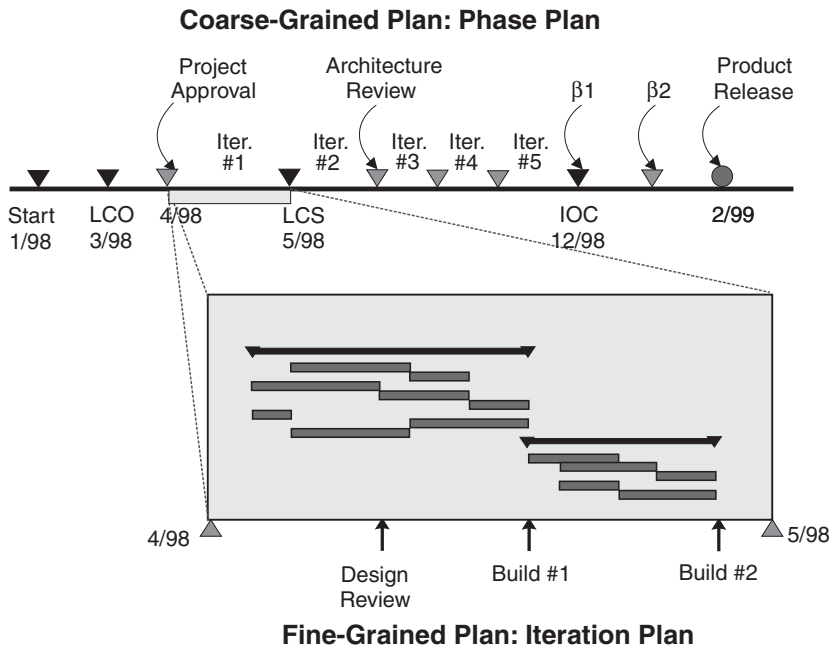 Coarse-Grained Plan: Phase Plan
Project
Approval
Architecture
Review
β1
β2
Product
Release
Iter.
#1
Iter.
#2
Iter.
#3
Iter.
#4
Iter.
#5
Start
1/98
LCO
3/98
4/98
LCS
5/98
IOC
12/98
2/99
4/98
5/98
Design
Review
Build #1
Build #2
Fine-Grained Plan: Iteration Plan